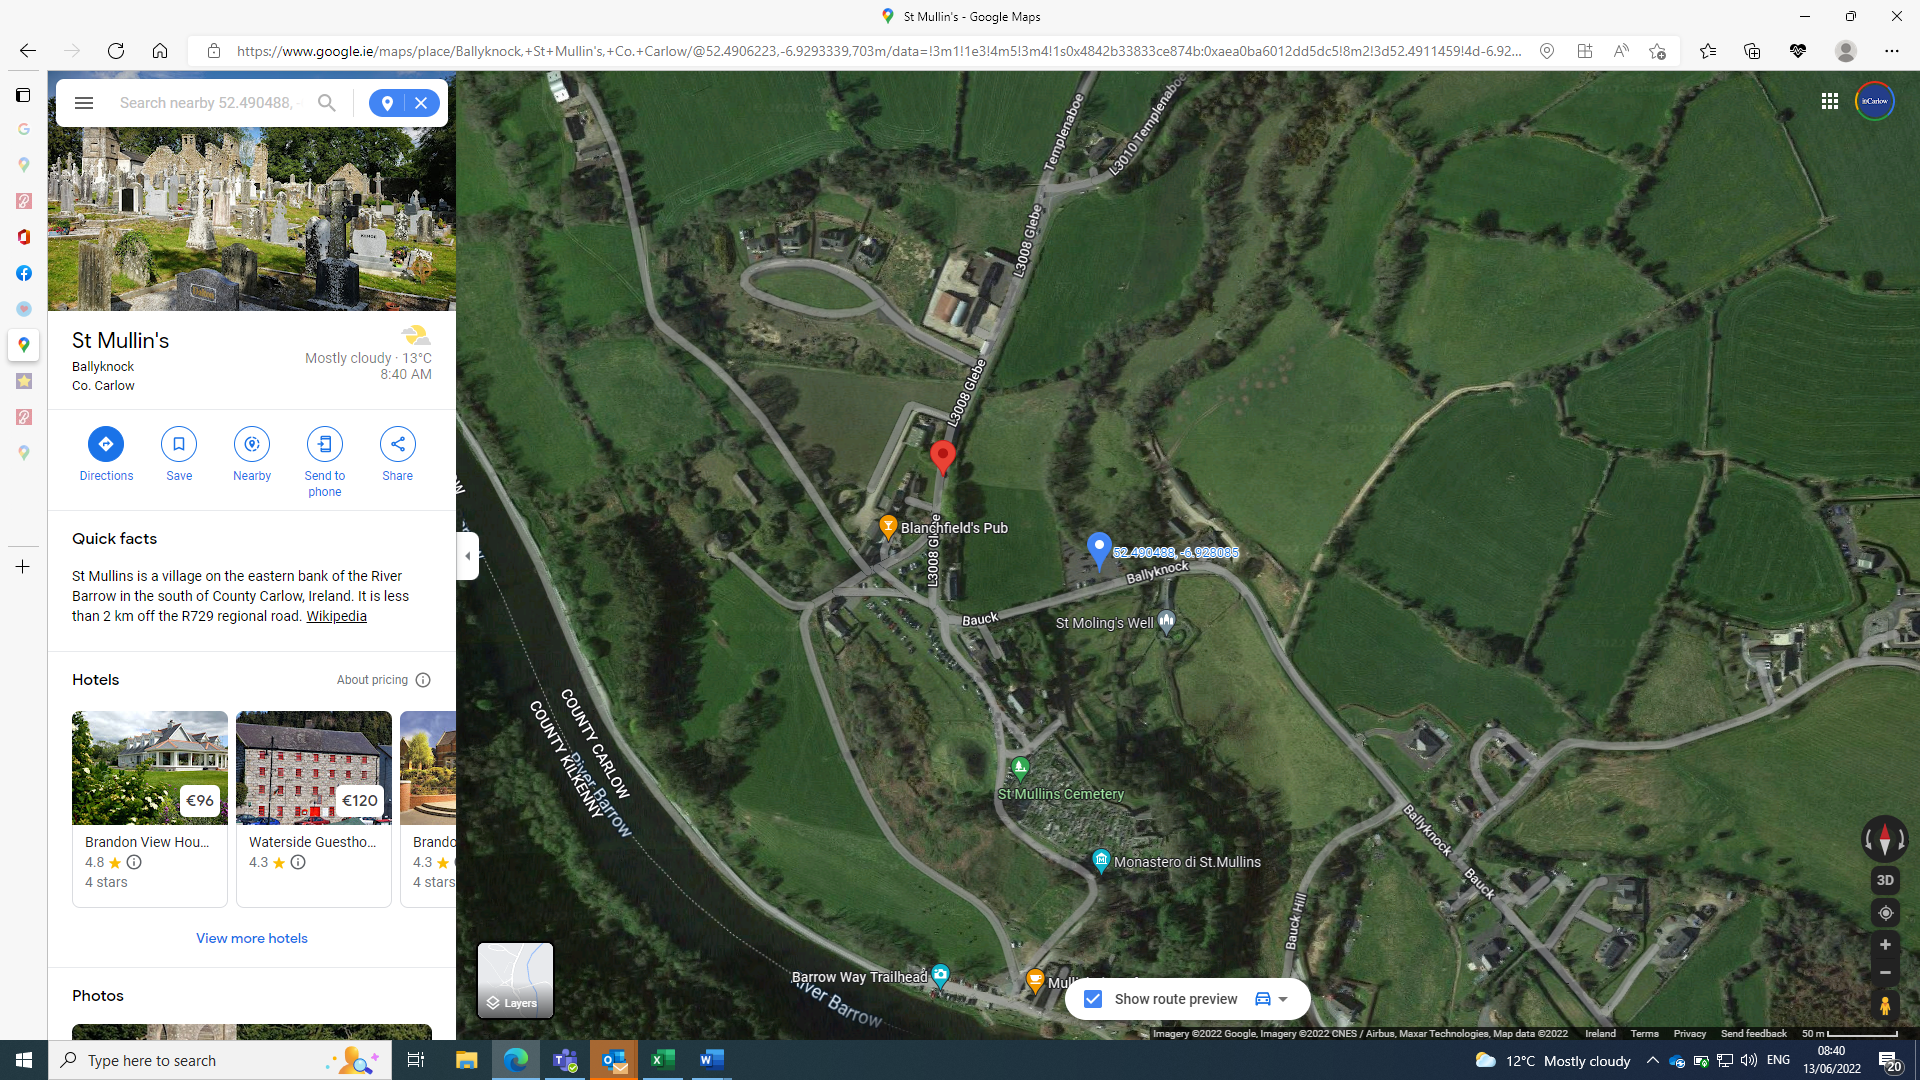 St Mullin's - Google Maps
https://www.google.ie/maps/place/Ballyknock,+St+Mullin's,+Co.+Carlow/@52.4906223,-6.9293339,703m/data=!3m1!1e3!4m5!3m4!1s0x4842b33833ce874b:0xaea0ba6012dd5dc5!8m2!3d52.4911459!4d-6.92...
Search nearby 52.490488, -
itCarlow
St Mullin's
Ballyknock
Co. Carlow
Mostly cloudy · 13°C
8:40 AM
Directions
Save
Nearby
Send to
phone
Share
Quick facts
St Mullins is a village on the eastern bank of the River
Barrow in the south of County Carlow, Ireland. It is less
than 2 km off the R729 regional road. Wikipedia
Hotels
About pricing
€96
€120
Brandon View Hou...
4.8
4 stars
Waterside Guestho...
4.3
Brando
4.3
4 stars
View more hotels
Photos
Templenaboe
L3010 Templenaboe
L3008 Glebe
L3008 Glebe
Blanchfield's Pub
L3008 Glebe
52.490488, -6.928085
Ballyknock
Bauck
St Moling's Well
COUNTY CARLOW
COUNTY KILKENNY
River Barrow
St Mullins Cemetery
Monastero di St.Mullins
Ballyknock
Bauck
Bauck Hill
Barrow Way Trailhead
River Barrow
Layers
Show route preview
3D
Imagery ©2022 Google, Imagery ©2022 CNES / Airbus, Maxar Technologies, Map data ©2022
Ireland
Terms
Privacy
Send feedback
50 m
Type here to search
12°C Mostly cloudy
ENG
08:40
13/06/2022
20